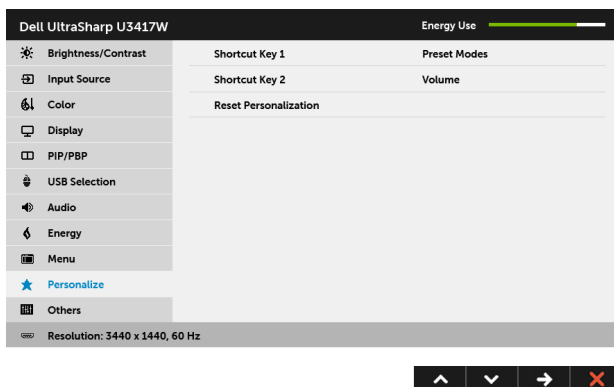 Dell UltraSharp U3417W Energy Use
Brightness/Contrast Shortcut Key 1 Preset Modes
Input Source Shortcut Key 2 Volume
Color Reset Personalization
Display
PIP/PBP
USB Selection
Audio
Energy
Menu
Personalize
Others
Resolution: 3440 x 1440, 60 Hz